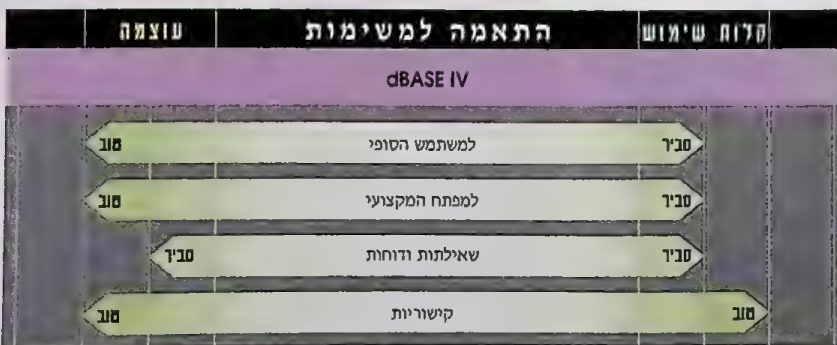 קלות שימוש התאמה למשימות עוצמה
dBASE IV
סביר למשתמש הסופי טוב
סביר למפתח המקצועי טוב
סביר שאילתות ודוחות סביר
טוב קישוריות טוב